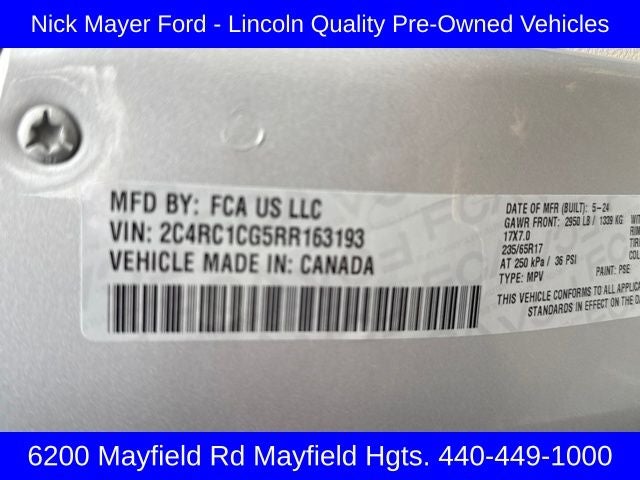 Nick Mayer Ford - Lincoln Quality Pre-Owned Vehicles
MFD BY: FCA US LLC
VIN: 2C4RC1CG5RR163193
VEHICLE MADE IN: CANADA
DATE OF MFR (BUILT): 5-24
GAWR FRONT: 2950 LB / 1339 KG
17X7.0
235/65R17
AT 250 kPa / 36 PSI
TYPE: MPV PAINT: PSE
THIS VEHICLE CONFORMS TO ALL
STANDARDS IN EFFECT ON THE
6200 Mayfield Rd Mayfield Hgts. 440-449-1000